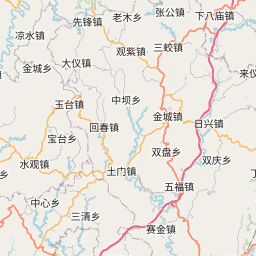 老木乡
张公镇
下八庙镇
先锋镇
凉水镇
观紫镇
三蛟镇
金城乡
大仪镇
来仪
中坝乡
玉台镇
金城镇
回春镇
日兴镇
宝台乡
双盘乡
双庆乡
水观镇
土门镇
五福镇
中心乡
三清乡
赛金镇